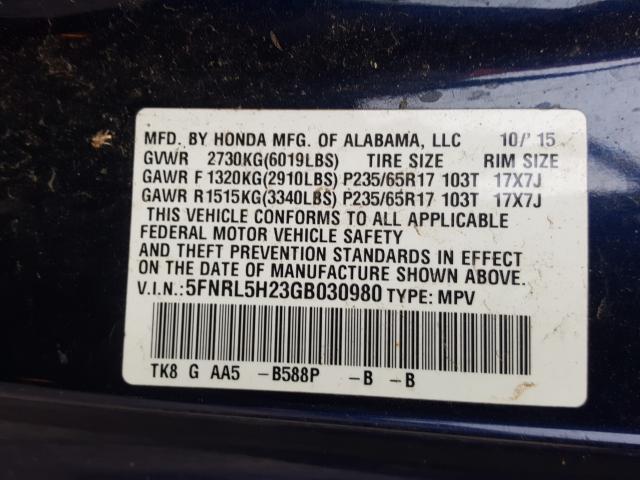 MFD. BY HONDA MFG. OF ALABAMA, LLC 10/'15
GVWR 2730KG(6019LBS) TIRE SIZE RIM SIZE
GAWR F 1320KG(2910LBS) P235/65R17 103T 17X7J
GAWR R1515KG(3340LBS) P235/65R17 103T 17X7J
THIS VEHICLE CONFORMS TO ALL APPLICABLE
FEDERAL MOTOR VEHICLE SAFETY
AND THEFT PREVENTION STANDARDS IN EFFECT
ON THE DATE OF MANUFACTURE SHOWN ABOVE.
V.I.N.:5FNRL5H23GB030980 TYPE: MPV
TK8 G AA5 -B588P -B -B